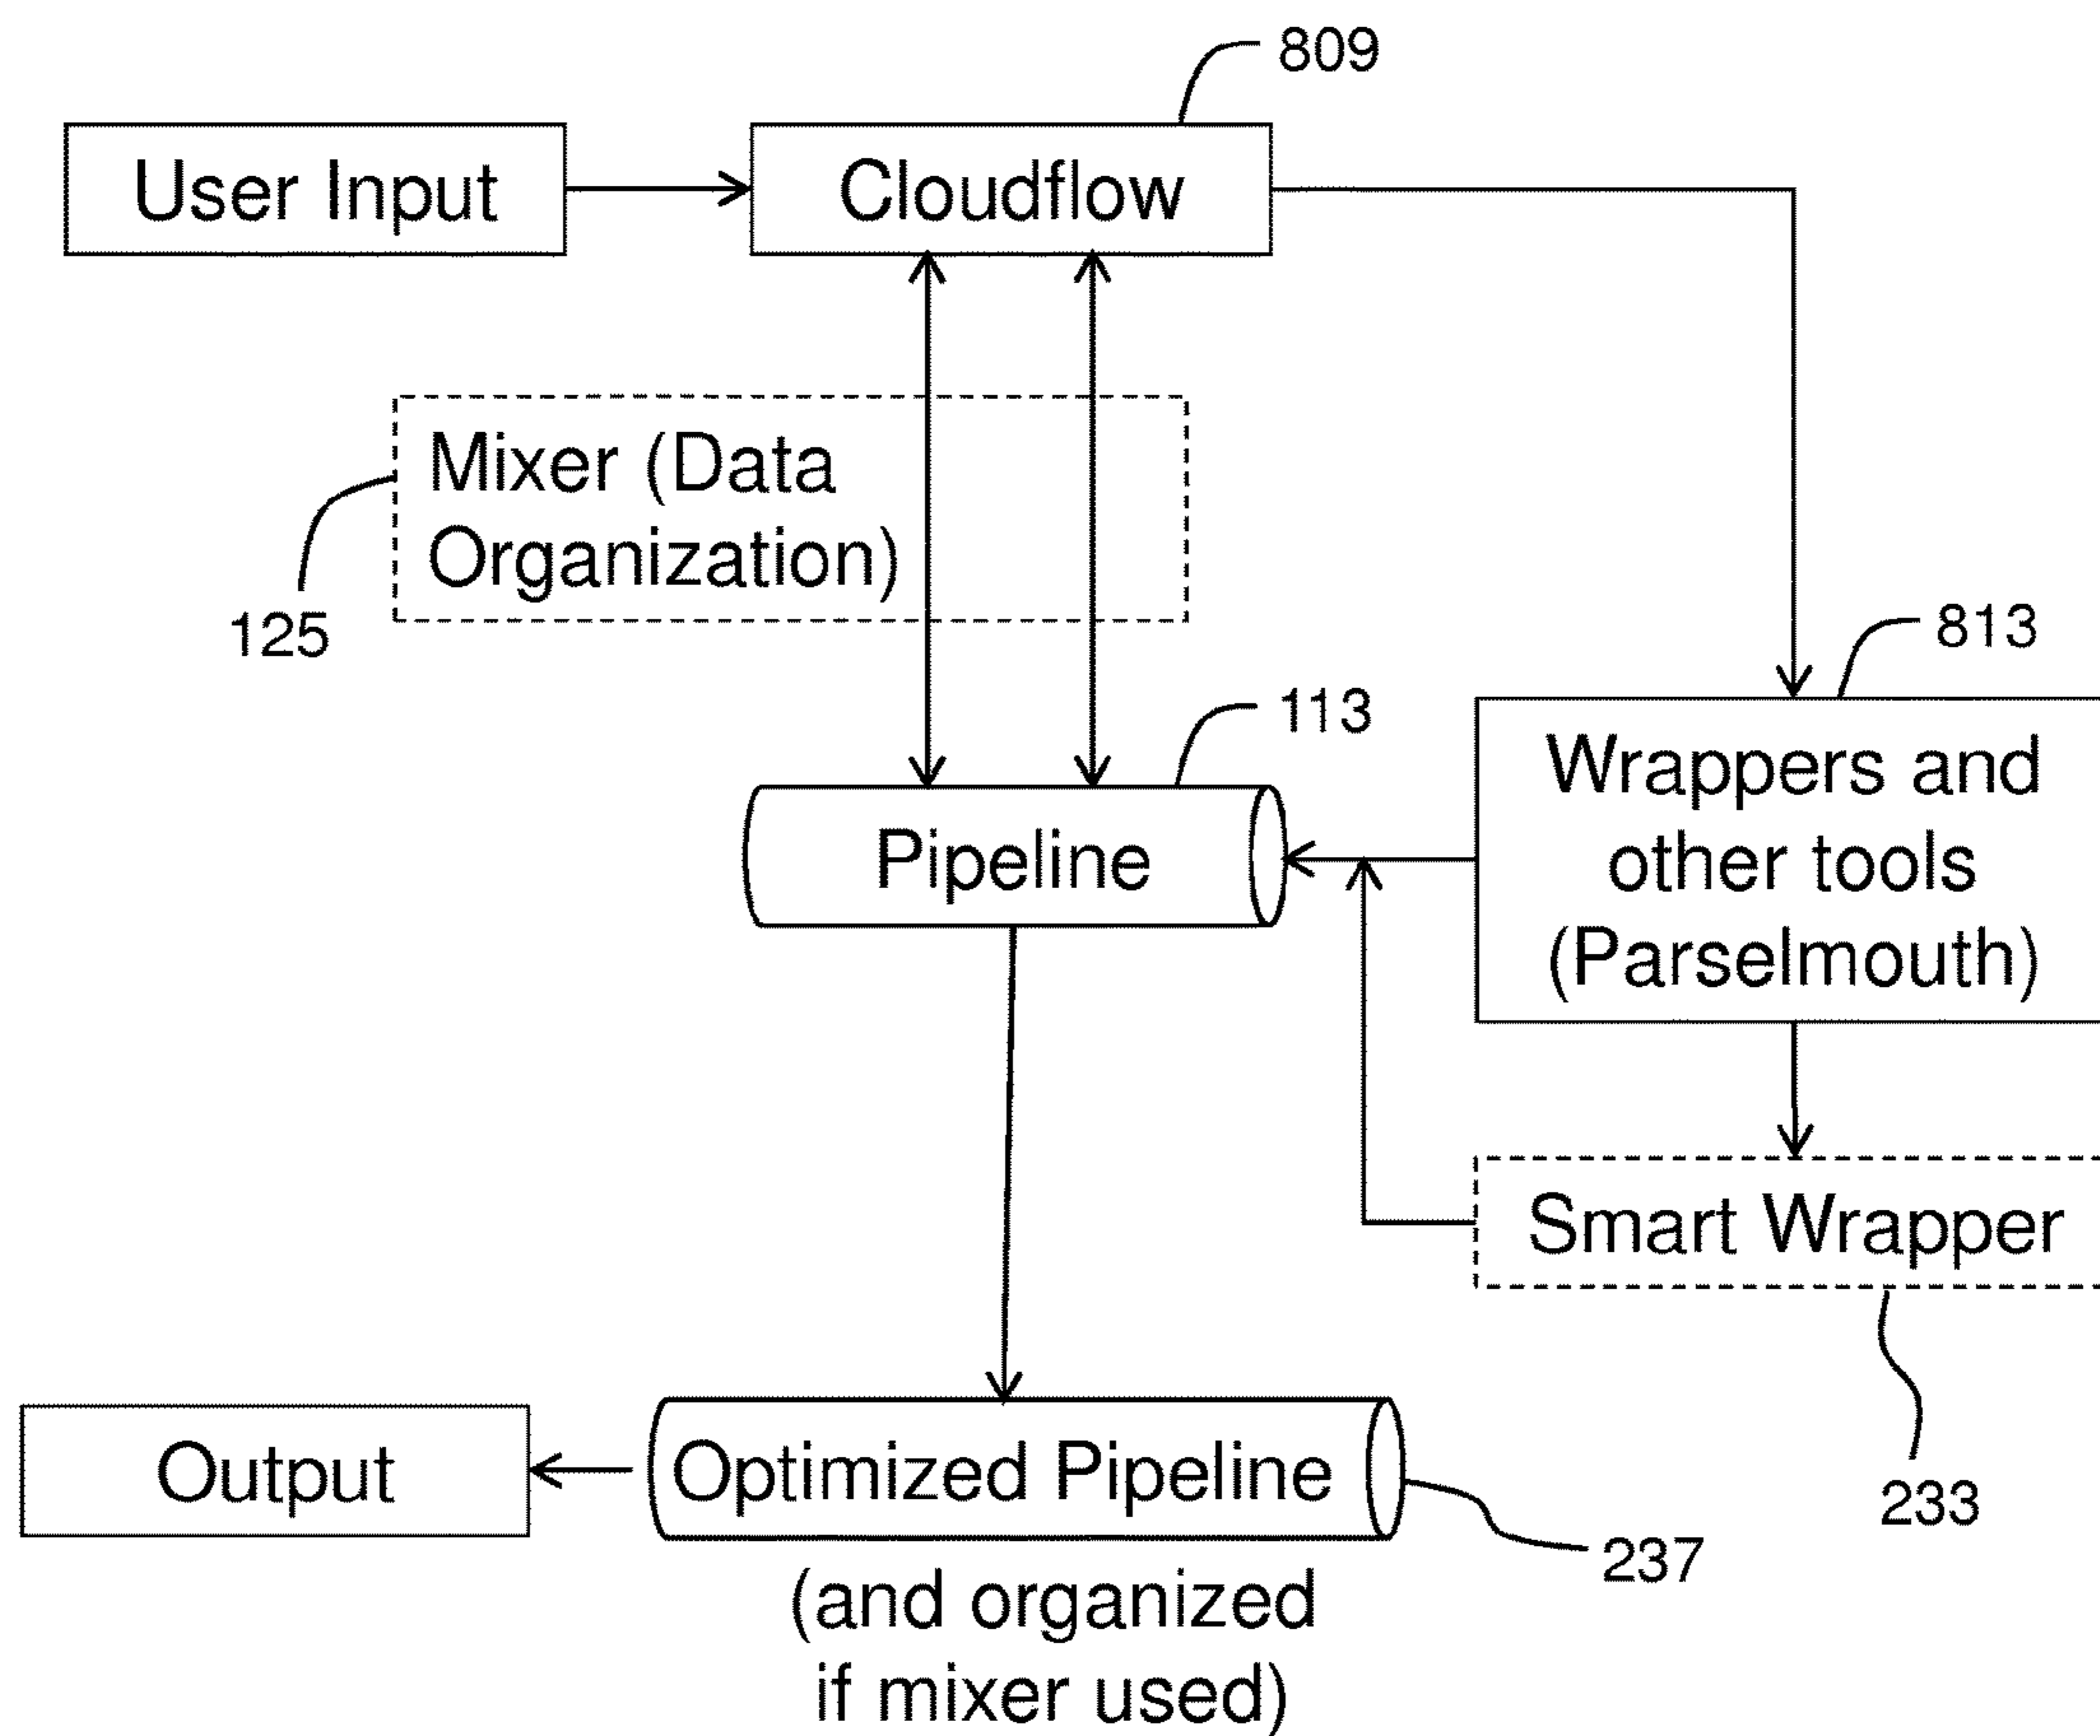 809
User Input
Cloudflow
Mixer (Data
Organization)
125
813
113
Wrappers and
other tools
(Parselmouth)
Pipeline
Smart Wrapper
Output
Optimized Pipeline
233
237
(and organized
if mixer used)